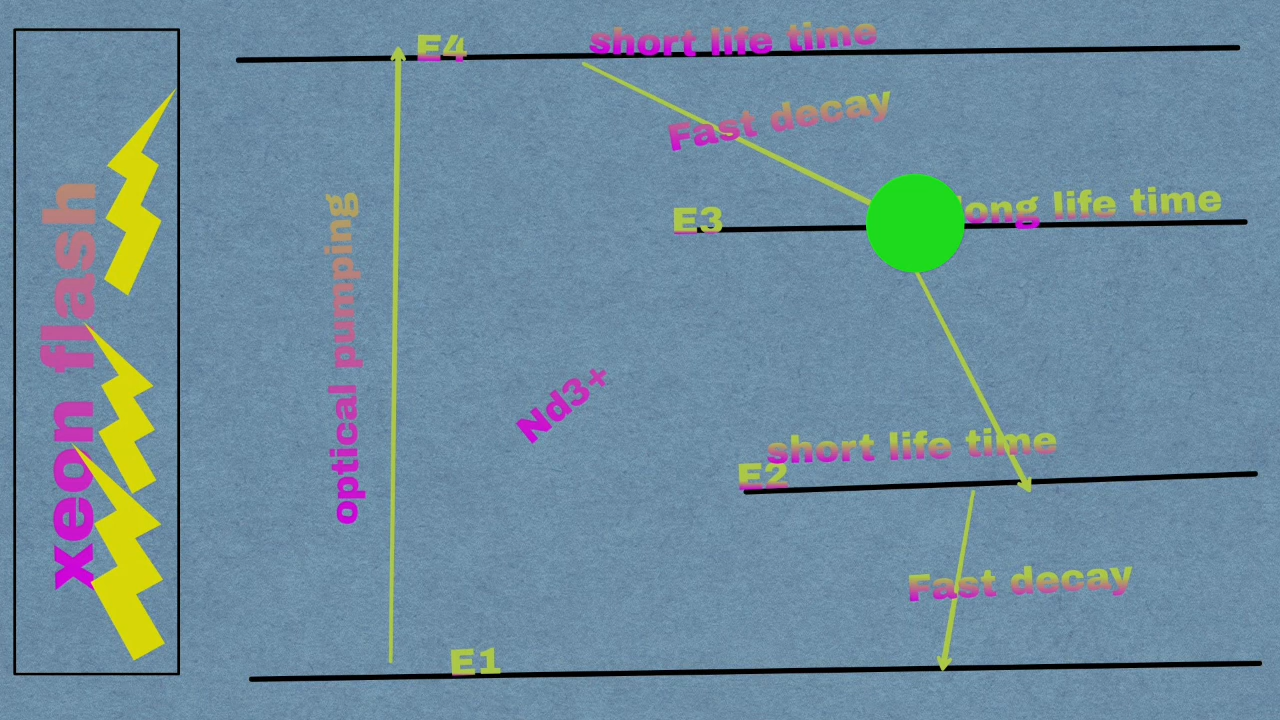 E4
short life time
Fast decay
E3
long life time
xeon flash
optical pumping
Nd3+
short life time
E2
Fast decay
E1